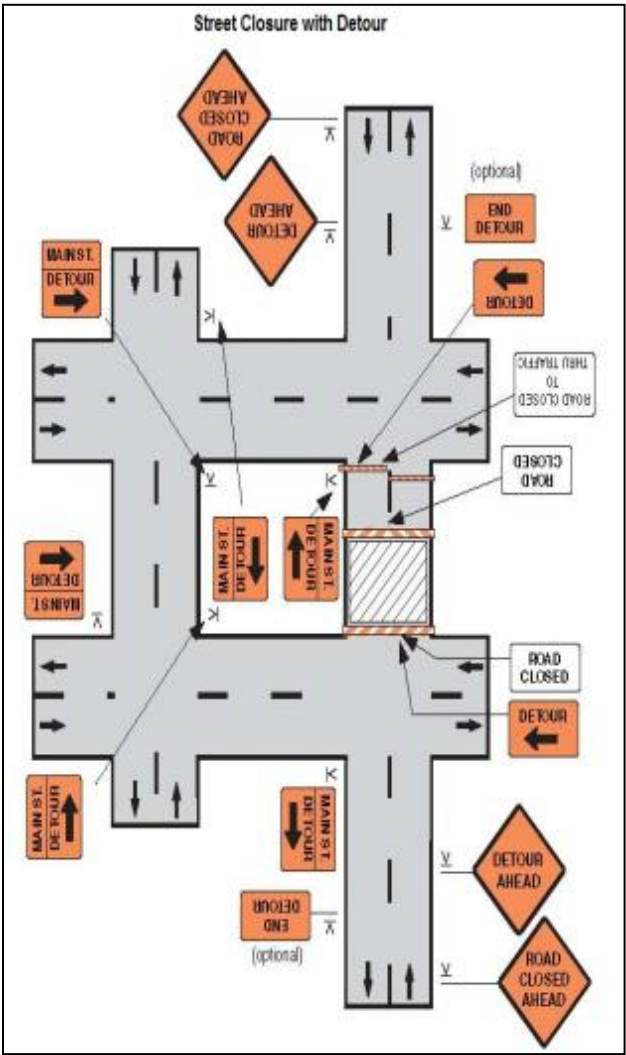 Street Closure with Detour
ROAD
CLOSED
AHEAD
DETOUR
AHEAD
(optional)
END
DETOUR
MAIN ST.
DETOUR
DETOUR
ROAD CLOSED
TO
THRU TRAFFIC
ROAD
CLOSED
MAIN ST.
DETOUR
MAIN ST.
DETOUR
MAIN ST.
DETOUR
ROAD
CLOSED
DETOUR
MAIN ST.
DETOUR
MAIN ST.
DETOUR
DETOUR
AHEAD
END
DETOUR
(optional)
ROAD
CLOSED
AHEAD